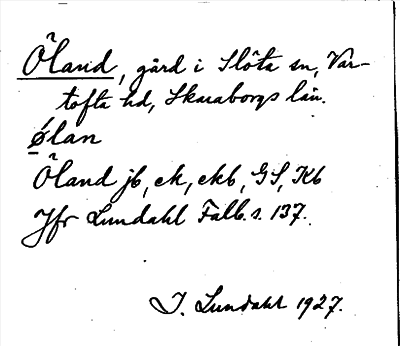 Öland, gård i Slöta sn, Var-
tofta hd, Skaraborgs län.
Ølan
Öland jb, ek, ekb, GS, Kb
Jfr Lundahl Falb. s. 137.
I. Lundahl 1927.